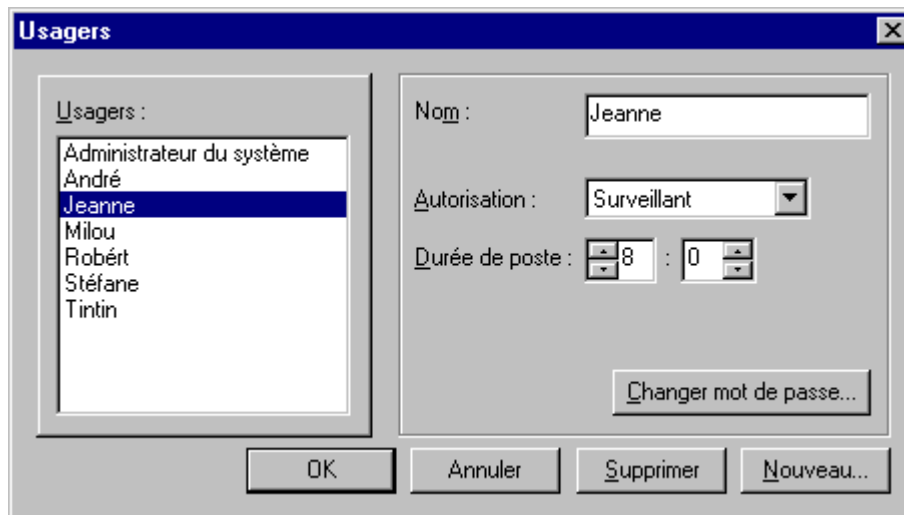 Usagers
Usagers :
Administrateur du système
André
Jeanne
Milou
Robért
Stéfane
Tintin
Nom : Jeanne
Autorisation : Surveillant
Durée de poste : 8 : 0
Changer mot de passe...
OK Annuler Supprimer Nouveau...